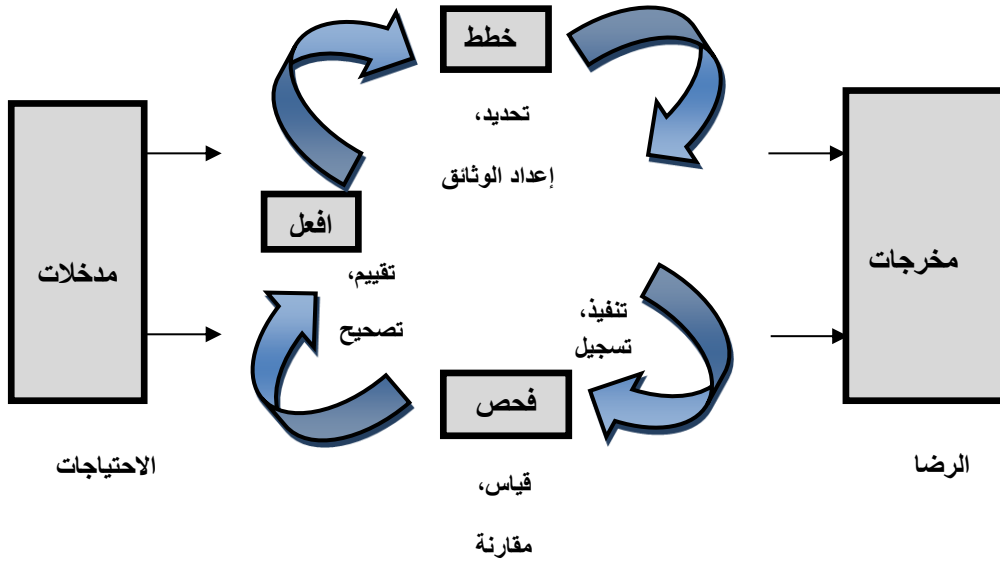 خطط
تحديد،
إعداد الوثائق
افعل
مدخلات
مخرجات
تقييم،
تصحيح
تنفيذ،
تسجيل
فحص
الاحتياجات
الرضا
قياس،
مقارنة